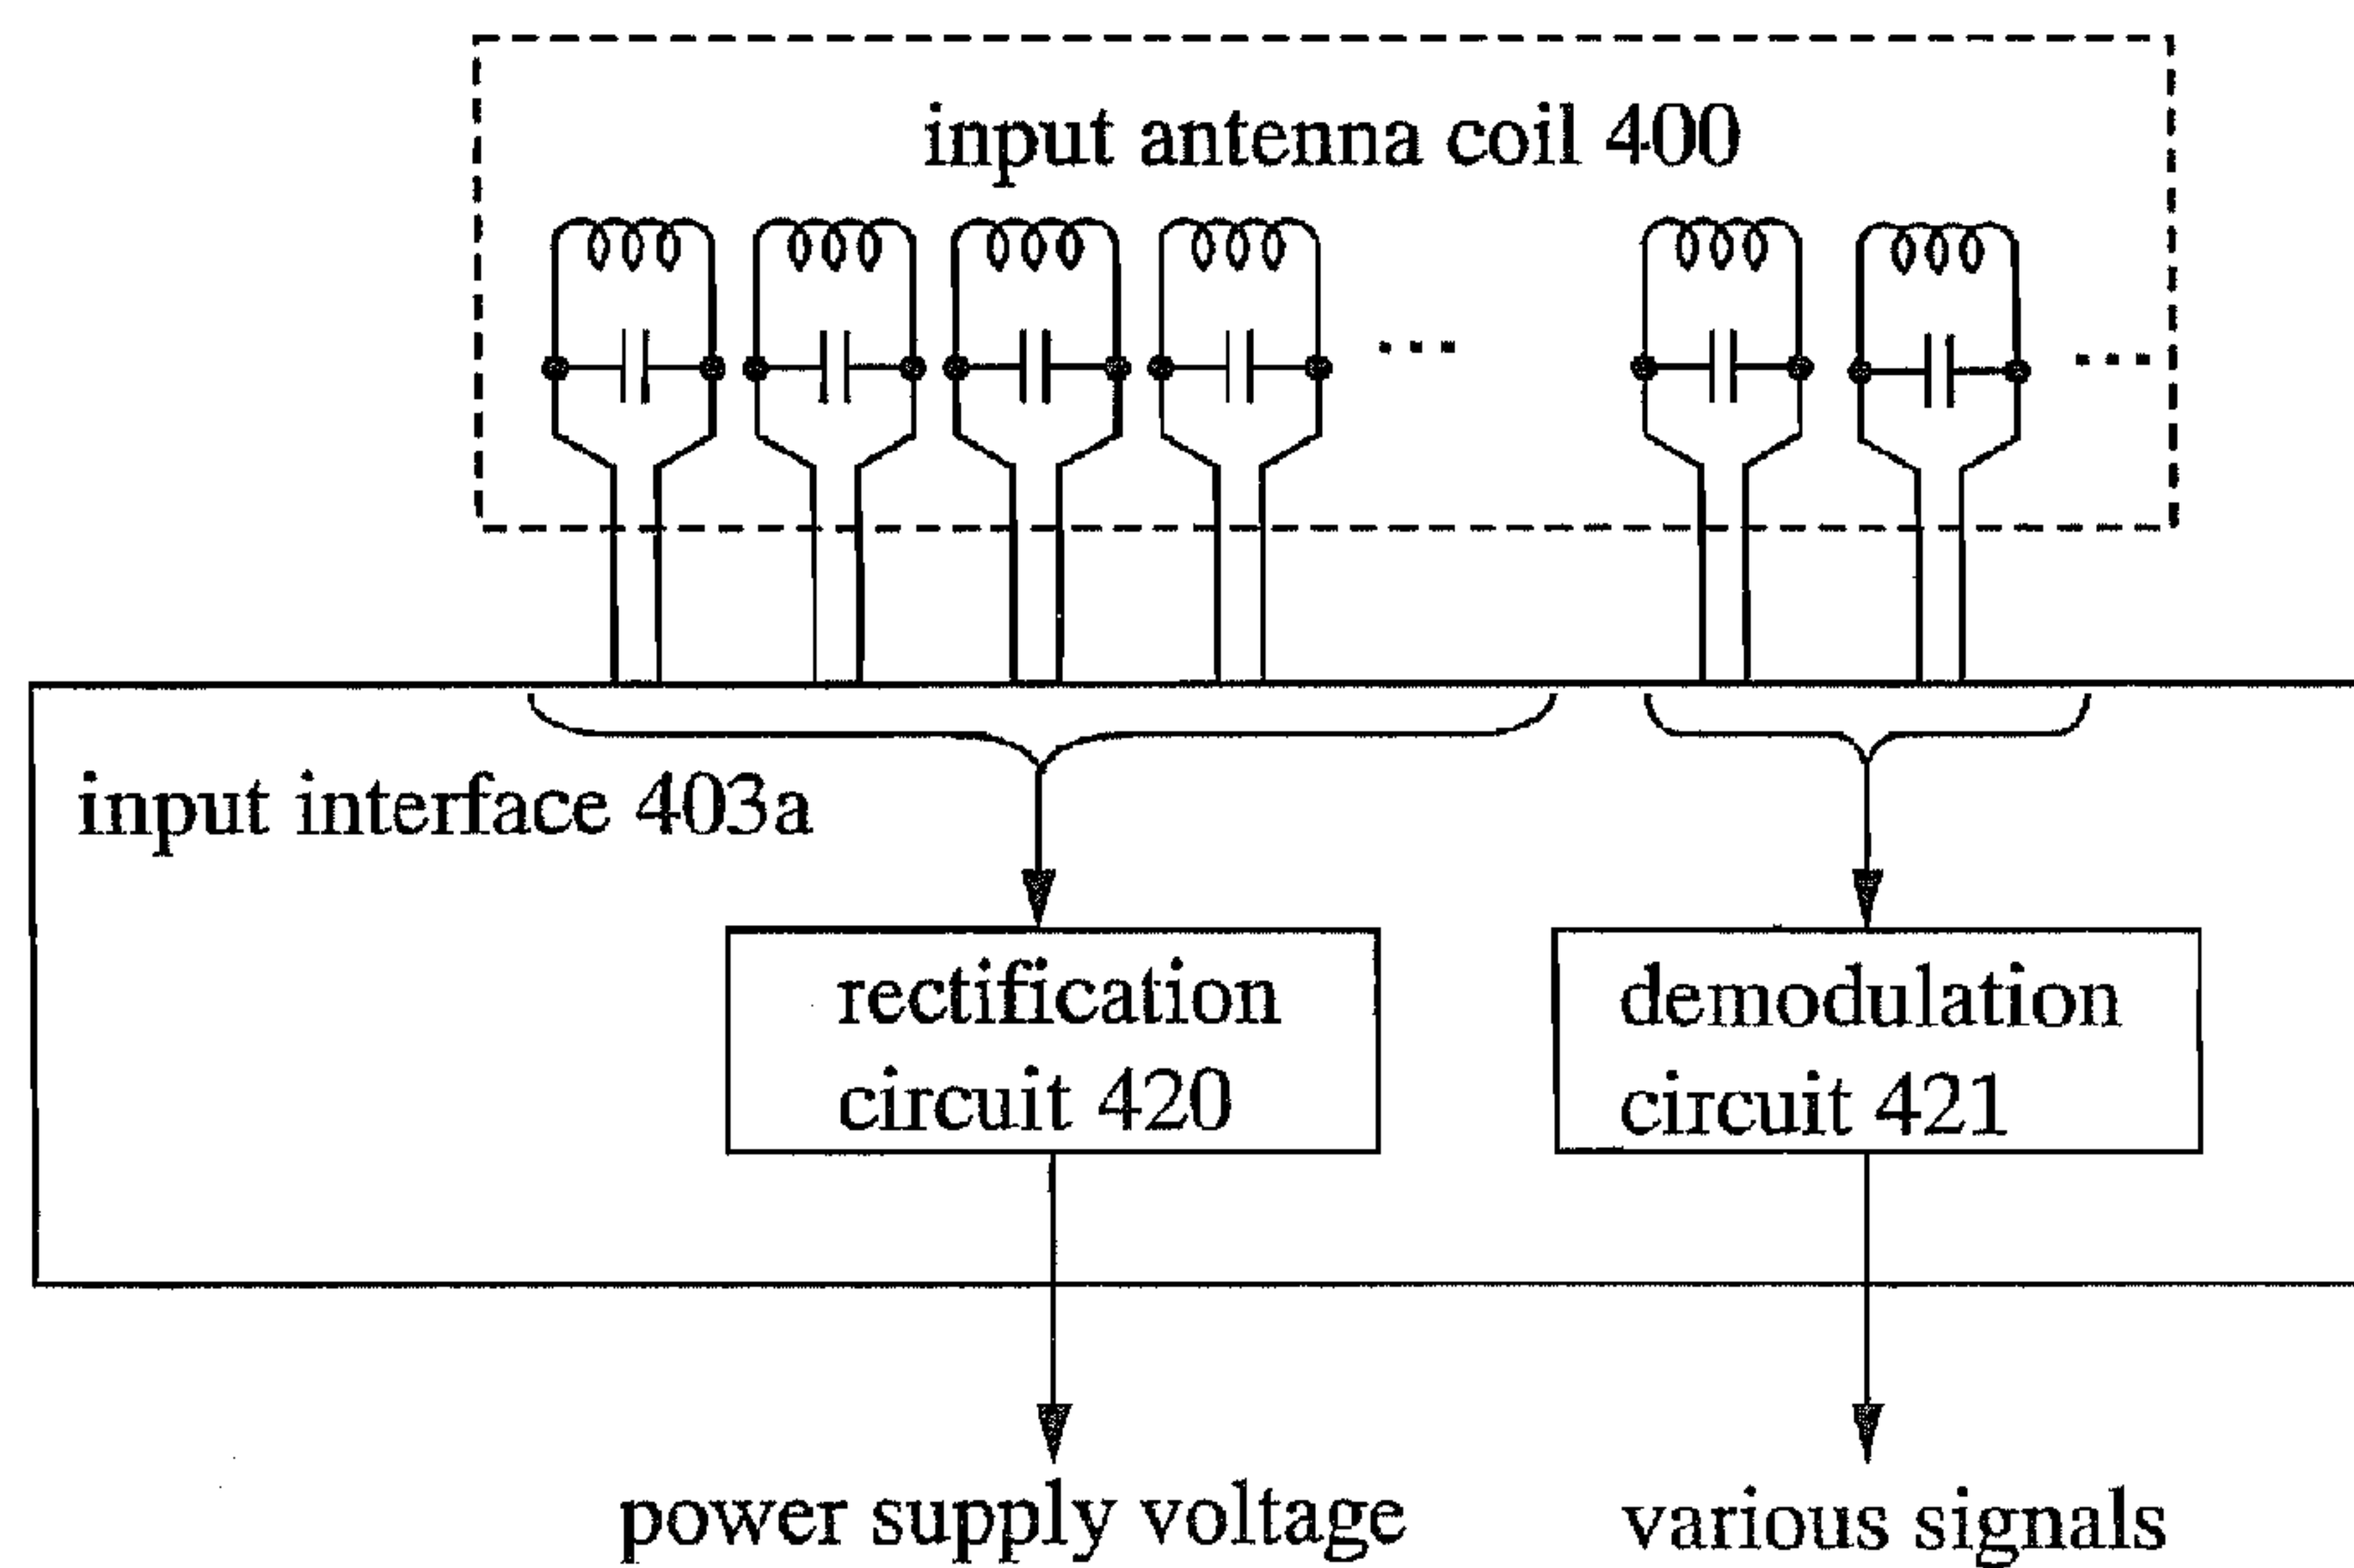 input antenna coil 400
...
...
input interface 403a
rectification
circuit 420
demodulation
circuit 421
power supply voltage
various signals